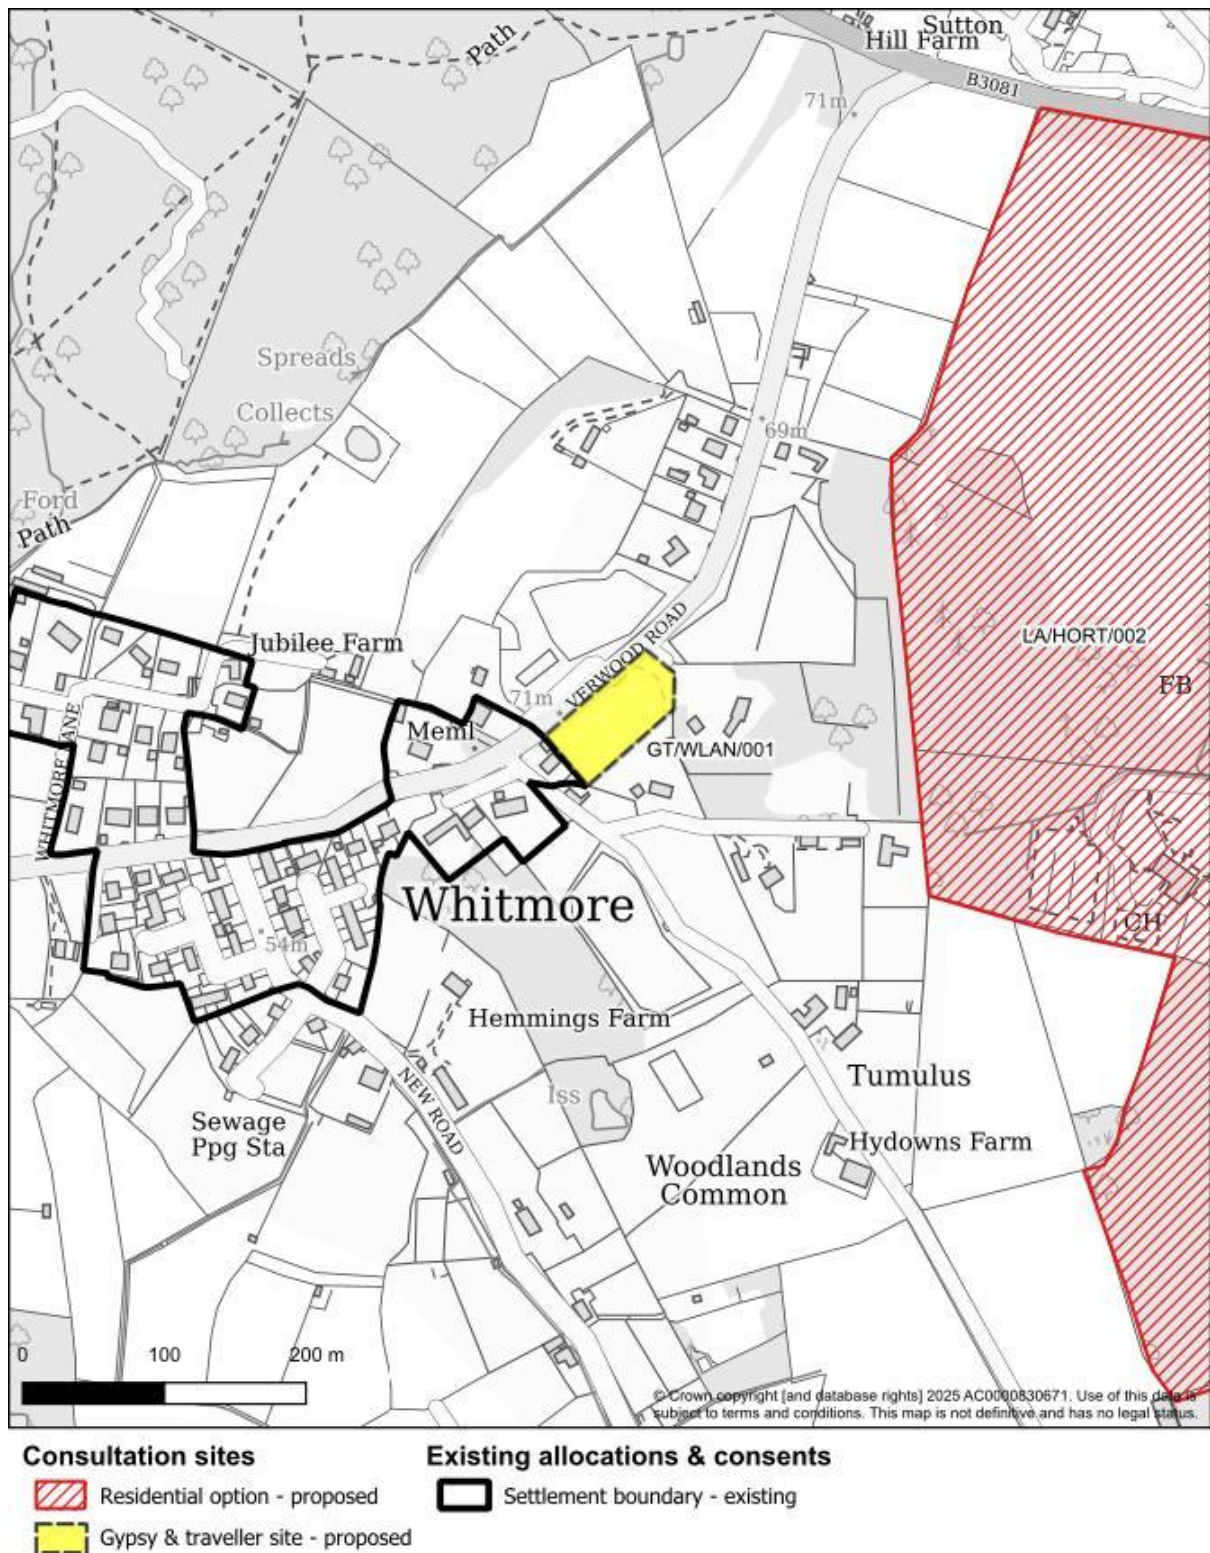 Sutton
Hill Farm
Path
B3081
71m
Spreads
Collects
69m
Ford
Path
VERWOOD ROAD
LA/HORT/002
Jubilee Farm
FB
71m
Meml
GT/WLAN/001
WHITMORE LANE
Whitmore
CH
54m
Hemmings Farm
Tumulus
Iss
NEW ROAD
Sewage
Ppg Sta
Hydowns Farm
Woodlands
Common
0 100 200 m
© Crown copyright [and database rights] 2025 AC0000830671. Use of this data is
subject to terms and conditions. This map is not definitive and has no legal status.
Consultation sites
Residential option - proposed
Gypsy & traveller site - proposed
Existing allocations & consents
Settlement boundary - existing